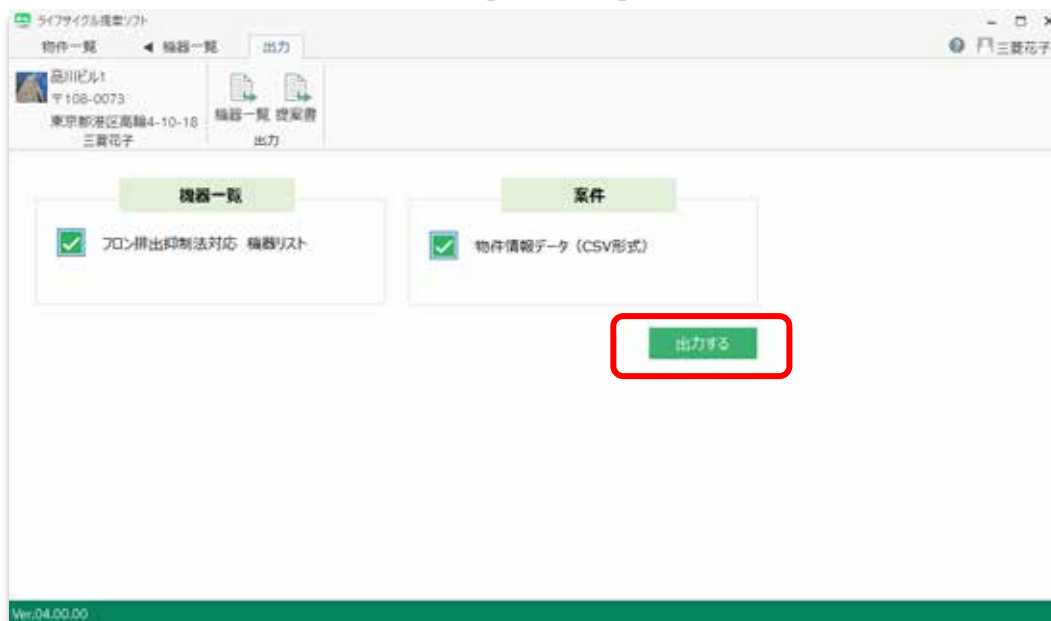 ライフサイクル提案ソフト
物件一覧 ◀ 機器一覧 出力
三菱花子
品川ビル1
〒108-0073
東京都港区高輪4-10-18
三菱花子
機器一覧 提案書
出力
機器一覧
案件
フロン排出抑制法対応 機器リスト
物件情報データ（CSV形式）
出力する
Ver:04.00.00